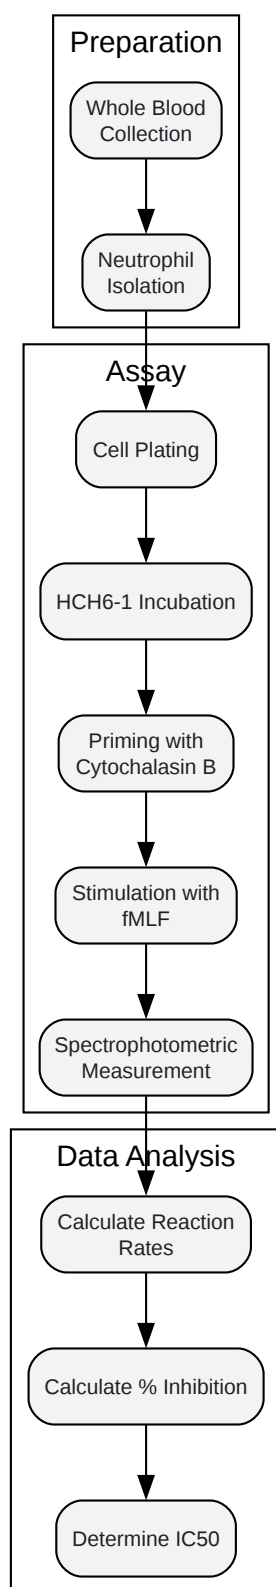 Preparation
Whole Blood
Collection
Neutrophil
Isolation
Assay
Cell Plating
HCH6-1 Incubation
Priming with
Cytochalasin B
Stimulation with
fMLF
Spectrophotometric
Measurement
Data Analysis
Calculate Reaction
Rates
Calculate % Inhibition
Determine IC50